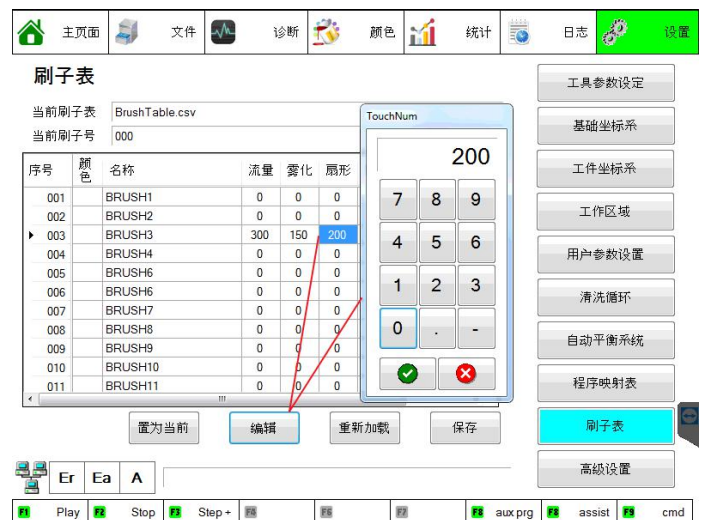 主页面 文件 诊断 颜色 统计 日志 设置
刷子表
当前刷子表 BrushTable.csv
当前刷子号 000
序号 颜色 名称 流量 雾化 扇形
001 BRUSH1 0 0 0
002 BRUSH2 0 0 0
003 BRUSH3 300 150 200
004 BRUSH4 0 0 0
005 BRUSH6 0 0 0
006 BRUSH6 0 0 0
007 BRUSH7 0 0 0
008 BRUSH8 0 0 0
009 BRUSH9 0 0 0
010 BRUSH10 0 0 0
011 BRUSH11 0 0 0
置为当前 编辑 重新加载 保存
TouchNum
200
7 8 9
4 5 6
1 2 3
0 . -
工具参数设定
基础坐标系
工件坐标系
工作区域
用户参数设置
清洗循环
自动平衡系统
程序映射表
刷子表
高级设置
Er Ea A
F1 Play F2 Stop F3 Step + F4 F6 F7 F8 aux prg F8 assist F9 cmd